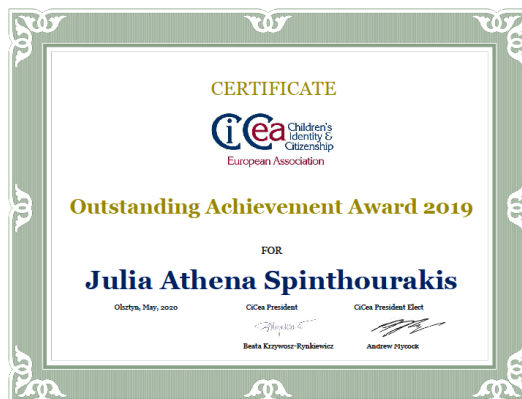 CERTIFICATE
CiCea Children's
Identity &
Citizenship
European Association
Outstanding Achievement Award 2019
FOR
Julia Athena Spinthourakis
Olsztyn, May, 2020 CiCea President CiCea President Elect
Beata Krzywosz-Rynkiewicz Andrew Mycock